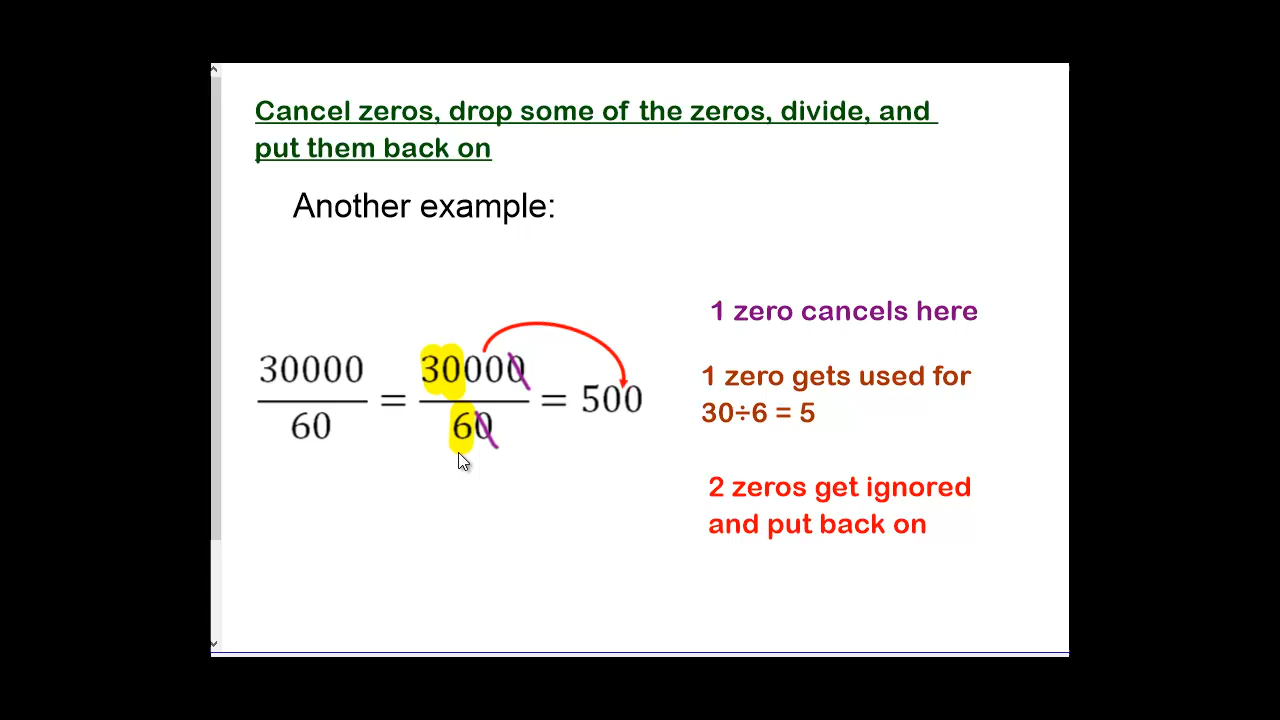 Cancel zeros, drop some of the zeros, divide, and
put them back on
Another example:
1 zero cancels here
30000/60 = 30000/60 = 500
1 zero gets used for
30÷6 = 5
2 zeros get ignored
and put back on